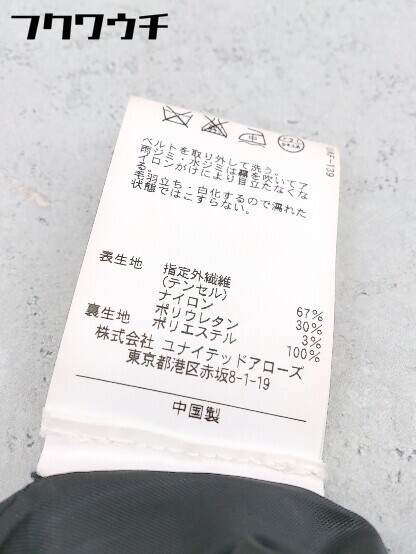 フクワウチ
中
UAF-139
ベルトを取り外して洗う。
雨ジミ・水ジミは霧を吹いてア
イロンがけにより目立たなくな
る。
毛羽立ち・白化するので濡れた
状態ではこすらない。
表生地 指定外繊維
(テンセル) 67%
ナイロン 30%
ポリウレタン 3%
裏生地 ポリエステル 100%
株式会社 ユナイテッドアローズ
東京都港区赤坂8-1-19
中国製